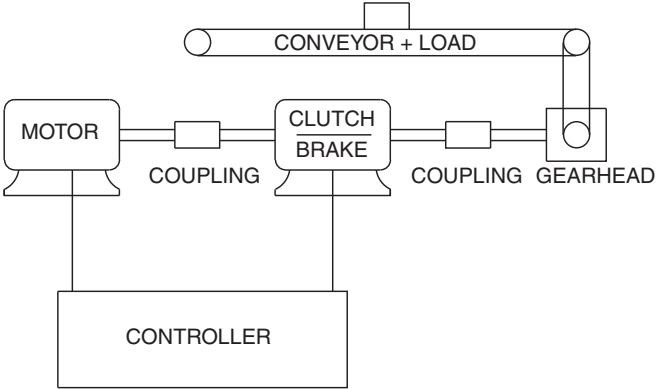 CONVEYOR + LOAD
MOTOR
CLUTCH
BRAKE
COUPLING
COUPLING
GEARHEAD
CONTROLLER